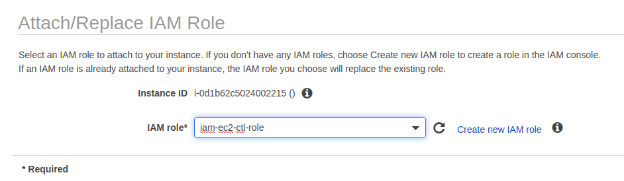 Attach/Replace IAM Role
Select an IAM role to attach to your instance. If you don't have any IAM roles, choose Create new IAM role to create a role in the IAM console.
If an IAM role is already attached to your instance, the IAM role you choose will replace the existing role.
Instance ID i-0d1b62c5024002215 ()
IAM role* iam-ec2-ctl-role Create new IAM role
* Required